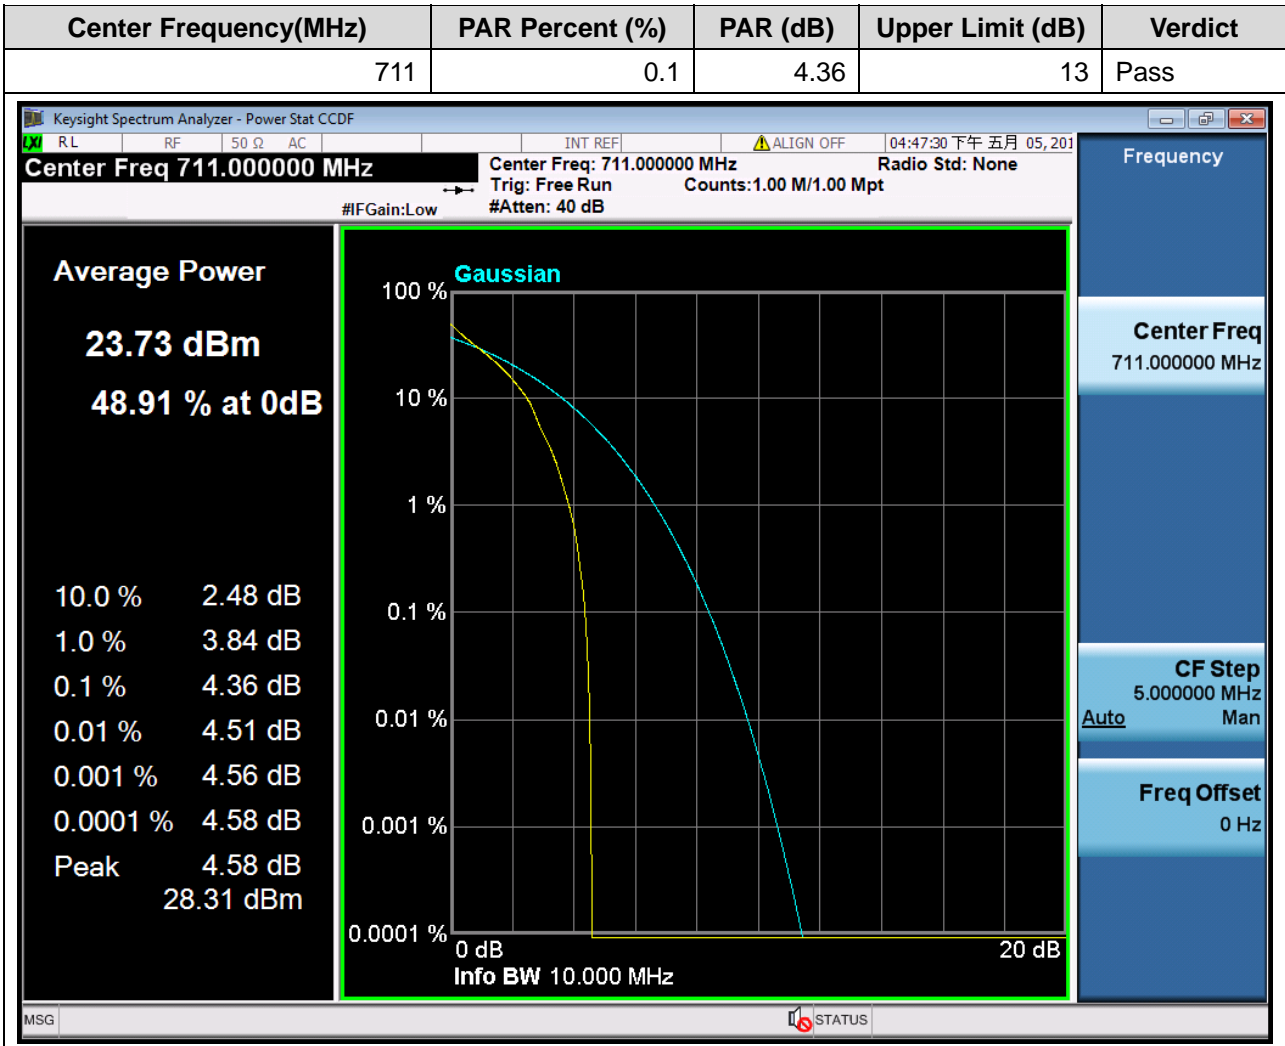 Center Frequency(MHz) PAR Percent (%) PAR (dB) Upper Limit (dB) Verdict
711 0.1 4.36 13 Pass
Keysight Spectrum Analyzer - Power Stat CCDF
LXI RL RF 50 Ω AC INT REF ALIGN OFF 04:47:30 下午 五月 05, 201
Center Freq 711.000000 MHz
Center Freq: 711.000000 MHz Radio Std: None
Trig: Free Run Counts:1.00 M/1.00 Mpt
#IFGain:Low #Atten: 40 dB
Average Power
23.73 dBm
48.91 % at 0dB
10.0 % 2.48 dB
1.0 % 3.84 dB
0.1 % 4.36 dB
0.01 % 4.51 dB
0.001 % 4.56 dB
0.0001 % 4.58 dB
Peak 4.58 dB
28.31 dBm
Gaussian
100 %
10 %
1 %
0.1 %
0.01 %
0.001 %
0.0001 %
0 dB 20 dB
Info BW 10.000 MHz
Frequency
Center Freq
711.000000 MHz
CF Step
5.000000 MHz
Auto Man
Freq Offset
0 Hz
MSG STATUS